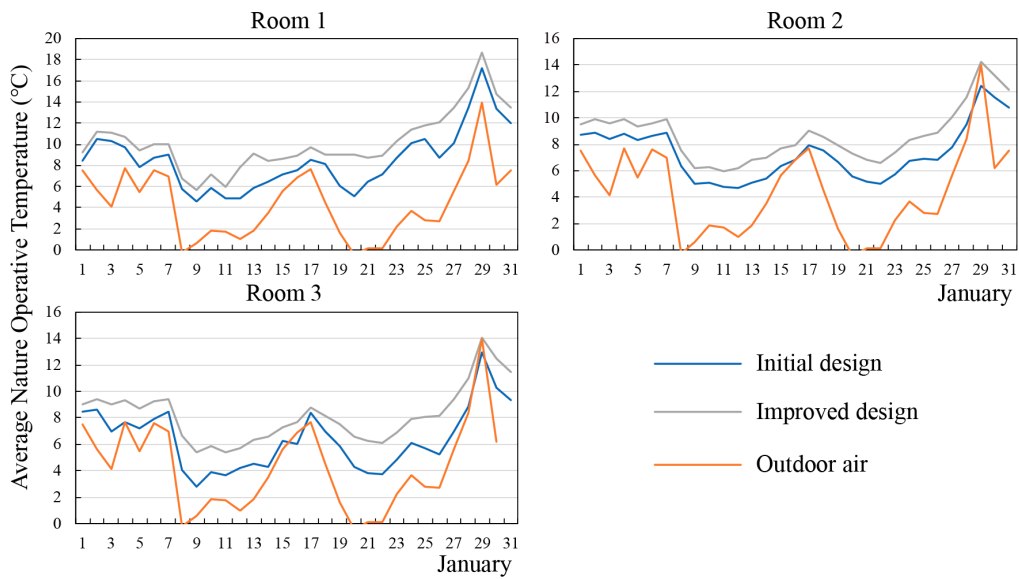 Average Nature Operative Temperature (℃)
Room 1
20
18
16
14
12
10
8
6
4
2
0
1 3 5 7 9 11 13 15 17 19 21 23 25 27 29 31
Room 2
16
14
12
10
8
6
4
2
0
1 3 5 7 9 11 13 15 17 19 21 23 25 27 29 31
January
Room 3
16
14
12
10
8
6
4
2
0
1 3 5 7 9 11 13 15 17 19 21 23 25 27 29 31
January
Initial design
Improved design
Outdoor air